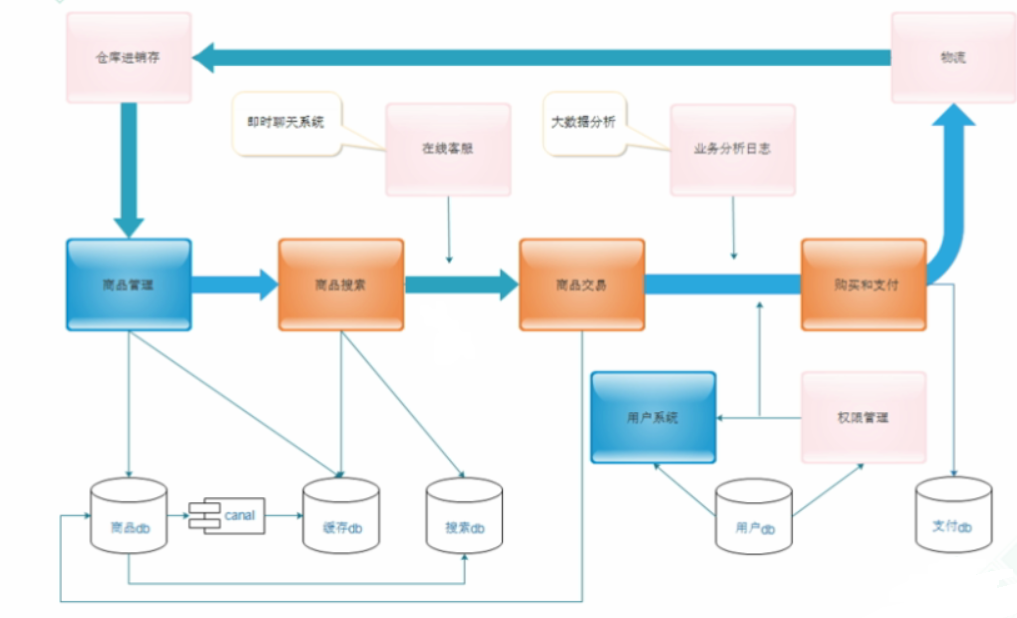 仓库进销存
物流
即时聊天系统
在线客服
大数据分析
业务分析日志
商品管理
商品搜索
商品交易
购买和支付
用户系统
权限管理
商品db
canal
缓存db
搜索db
用户db
支付db